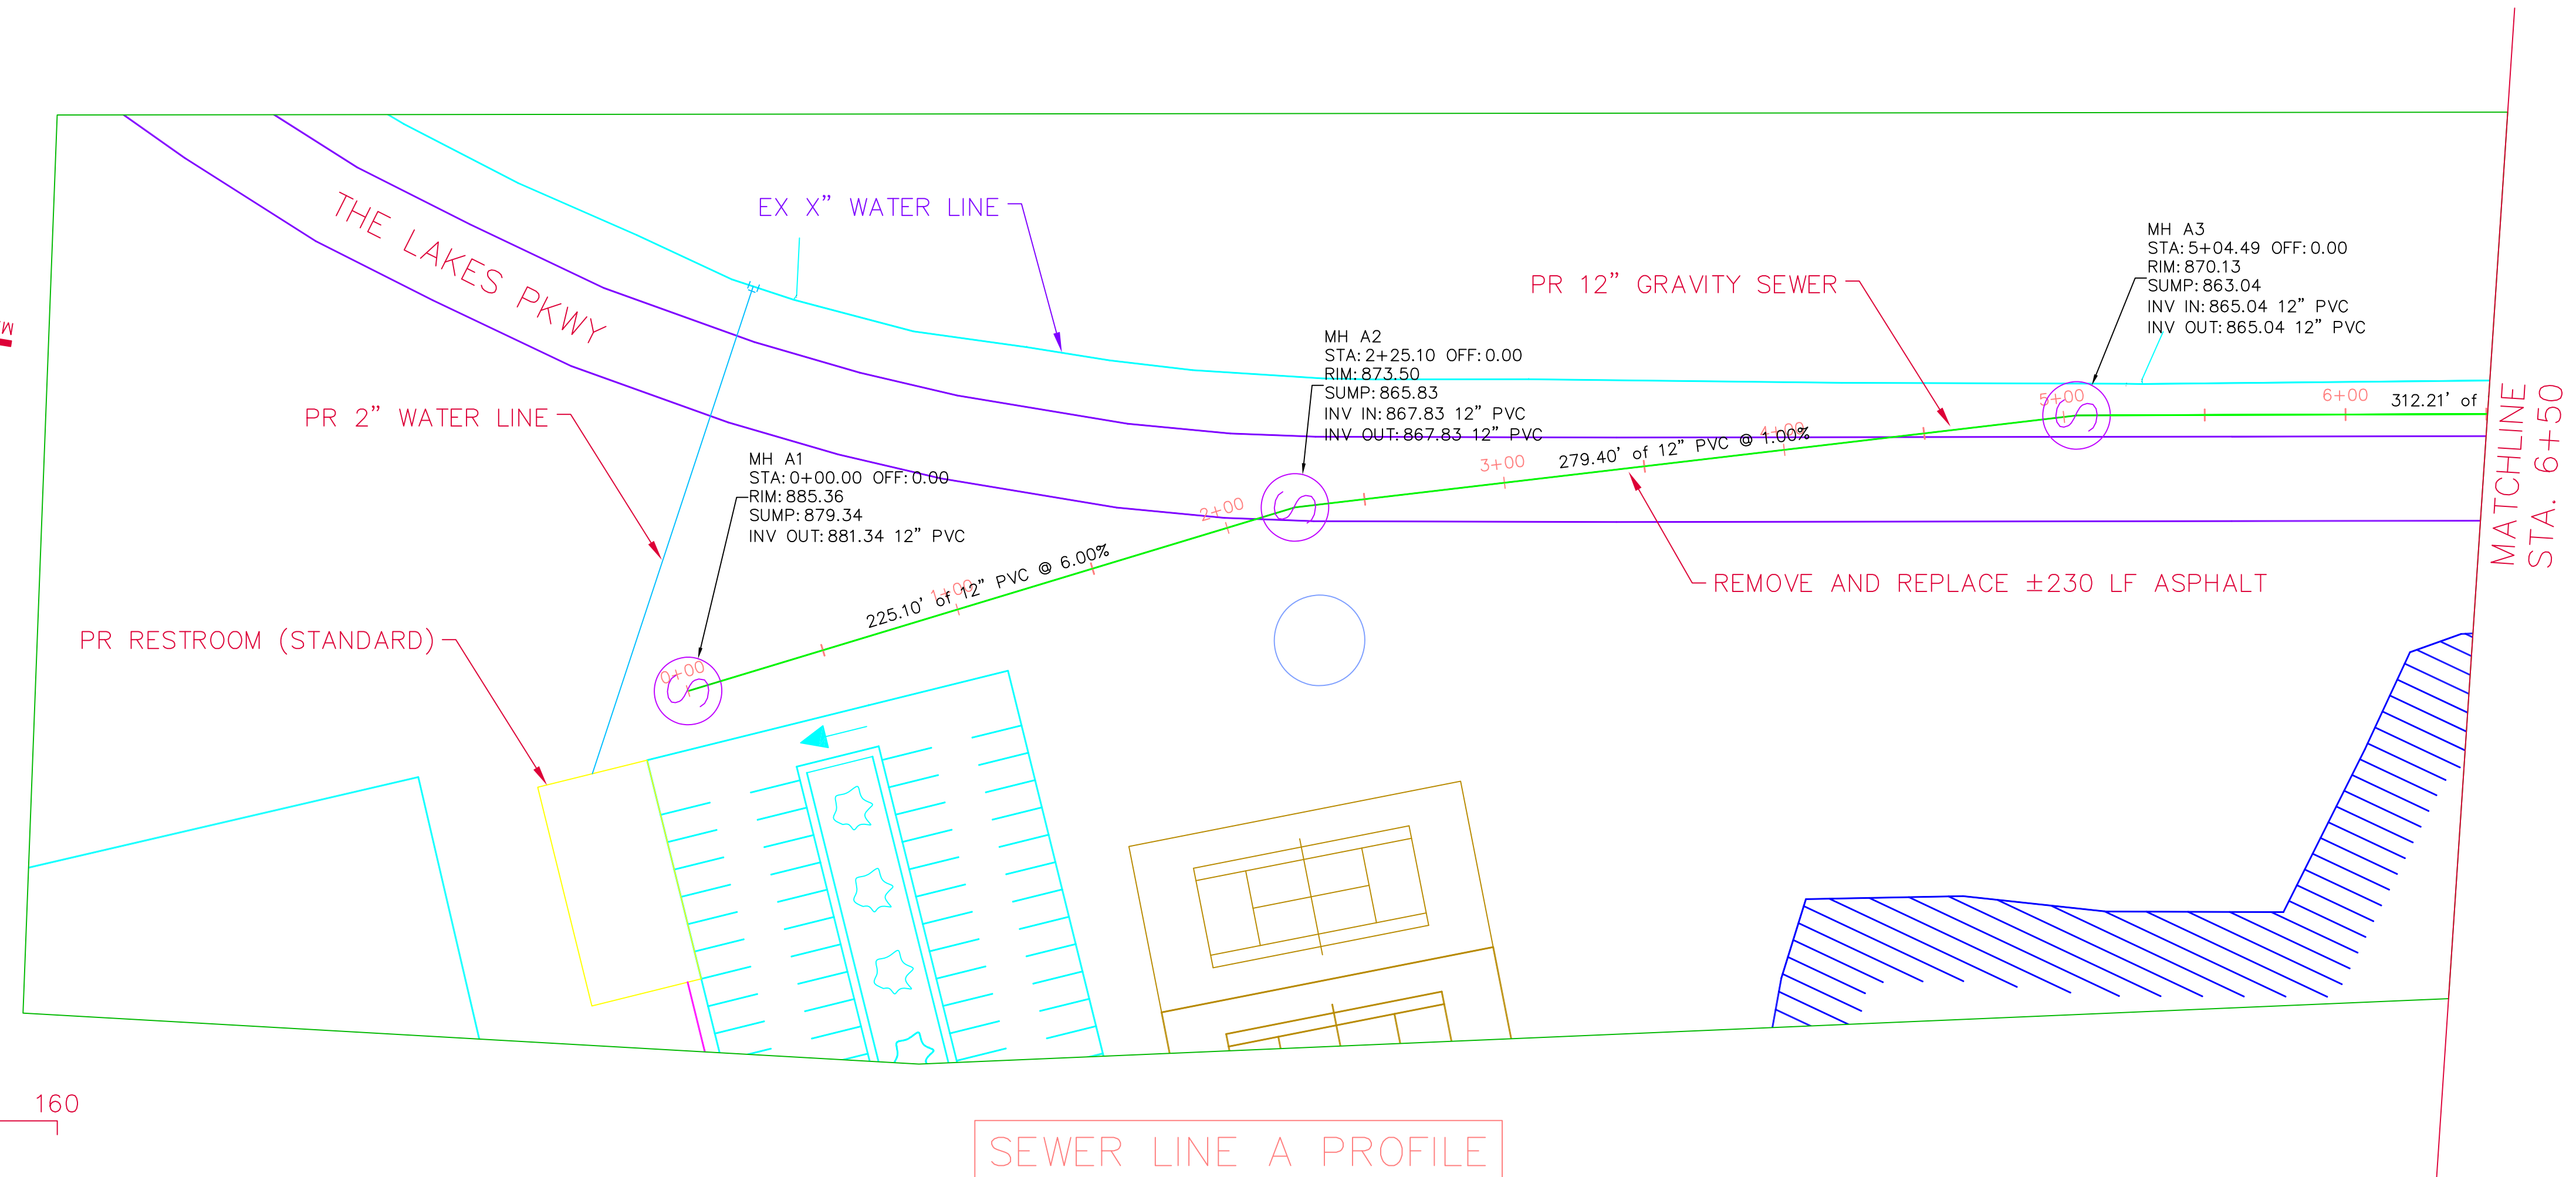 THE LAKES PKWY
EX X” WATER LINE
PR 2” WATER LINE
PR RESTROOM (STANDARD)
MH A1
STA: 0+00.00 OFF: 0.00
RIM: 885.36
SUMP: 879.34
INV OUT: 881.34 12” PVC
MH A2
STA: 2+25.10 OFF: 0.00
RIM: 873.50
SUMP: 865.83
INV IN: 867.83 12” PVC
INV OUT: 867.83 12” PVC
PR 12” GRAVITY SEWER
MH A3
STA: 5+04.49 OFF: 0.00
RIM: 870.13
SUMP: 863.04
INV IN: 865.04 12” PVC
INV OUT: 865.04 12” PVC
S
0+00
1+00
225.10’ of 12” PVC @ 6.00%
2+00
S
3+00
279.40’ of 12” PVC @ 1.00%
4+00
5+00
S
6+00
312.21’ of
REMOVE AND REPLACE ±230 LF ASPHALT
MATCHLINE
STA. 6+50
160
SEWER LINE A PROFILE